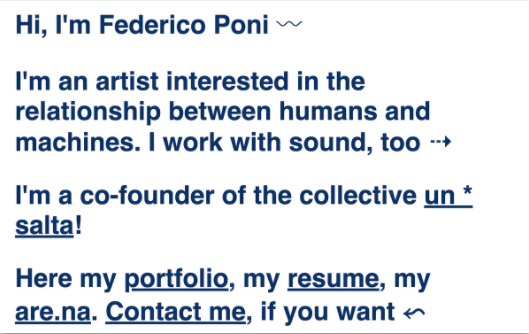 Hi, I'm Federico Poni 〰
I'm an artist interested in the
relationship between humans and
machines. I work with sound, too ⇢
I'm a co-founder of the collective un *
salta!
Here my portfolio, my resume, my
are.na. Contact me, if you want ⬿